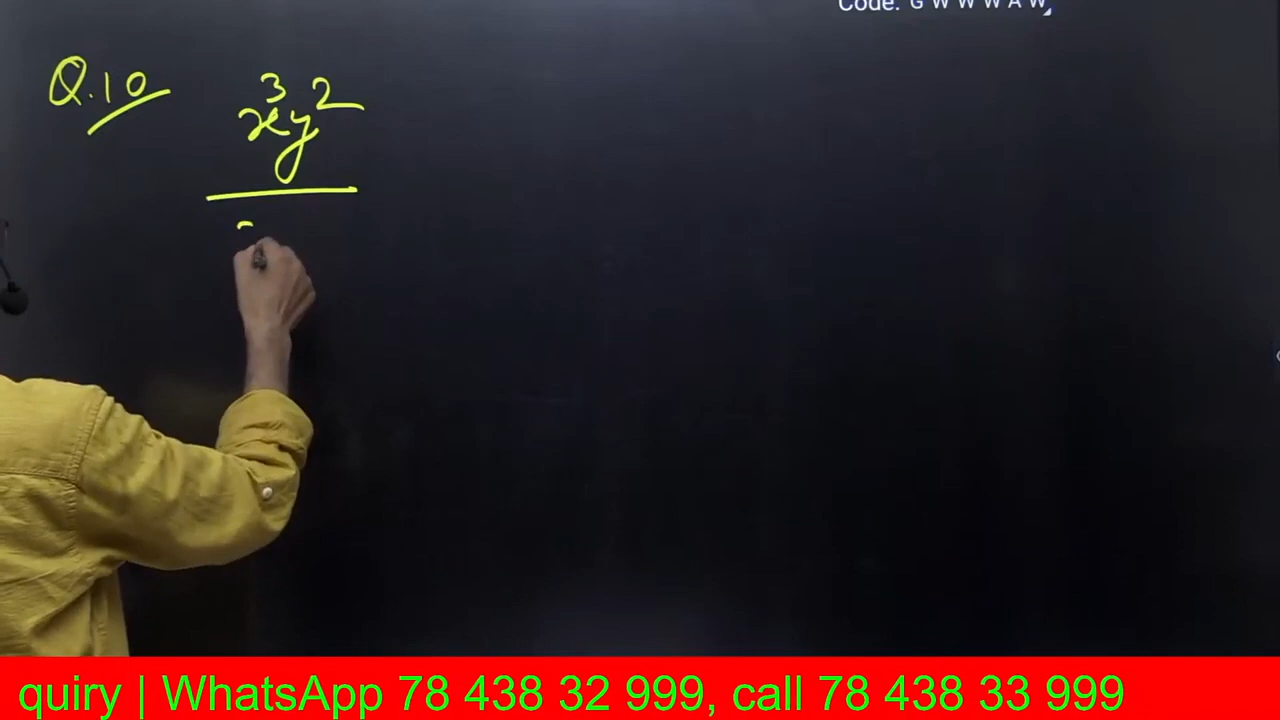 Code: G W W W A W
Q.10 x³y²
quiry | WhatsApp 78 438 32 999, call 78 438 33 999